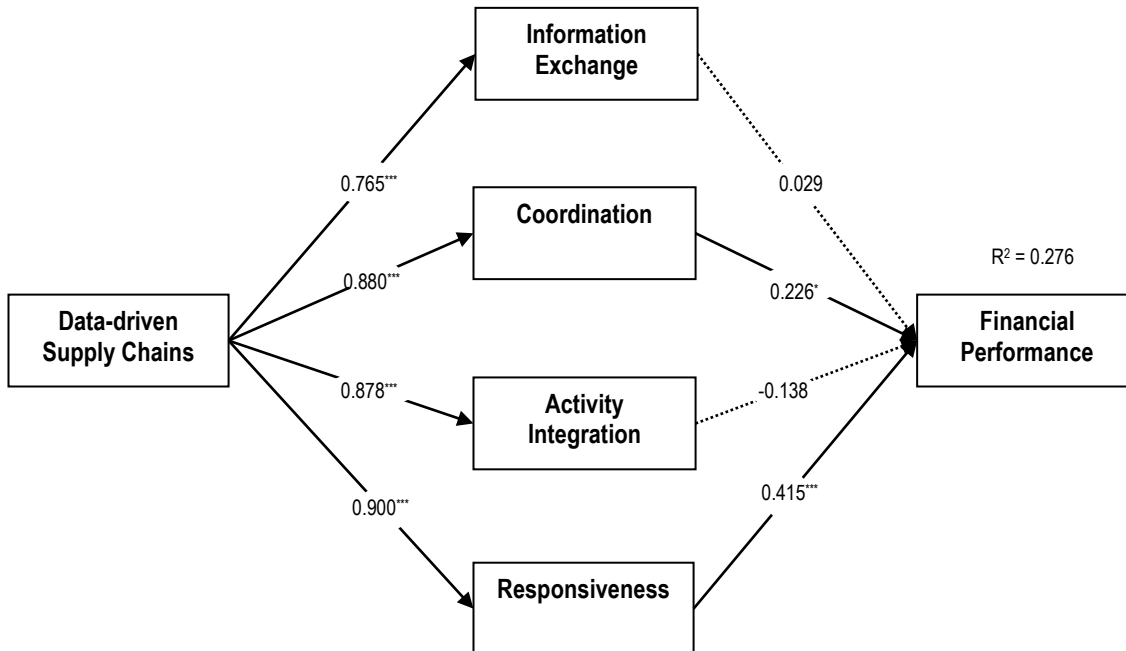 Information
Exchange
0.765***
0.029
Coordination
R² = 0.276
0.880***
0.226*
Data-driven
Supply Chains
Financial
Performance
0.878***
-0.138
Activity
Integration
0.900***
0.415***
Responsiveness